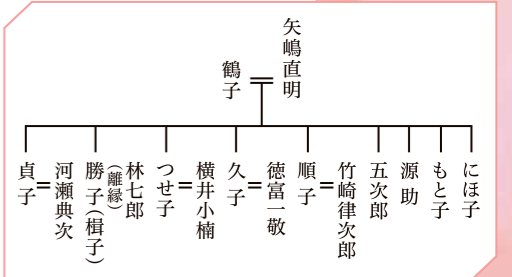 矢嶋直明
鶴子
にほ子
もと子
源助
五次郎
竹崎律次郎
順子
徳富一敬
久子
横井小楠
つせ子
林七郎
(離縁)
勝子(楫子)
河瀬典次
貞子